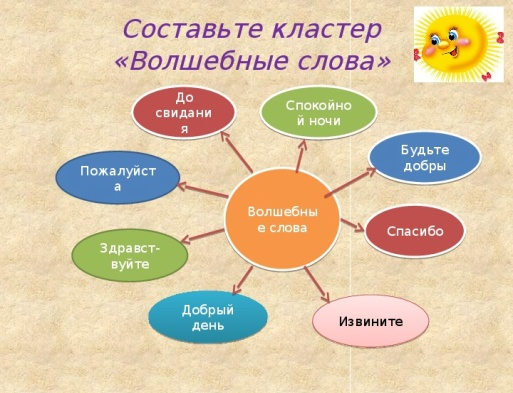 Составьте кластер
«Волшебные слова»
До
свидани
я
Спокойно
й ночи
Будьте
добры
Пожалуйст
а
Волшебны
е слова
Спасибо
Здравст-
вуйте
Добрый
день
Извините